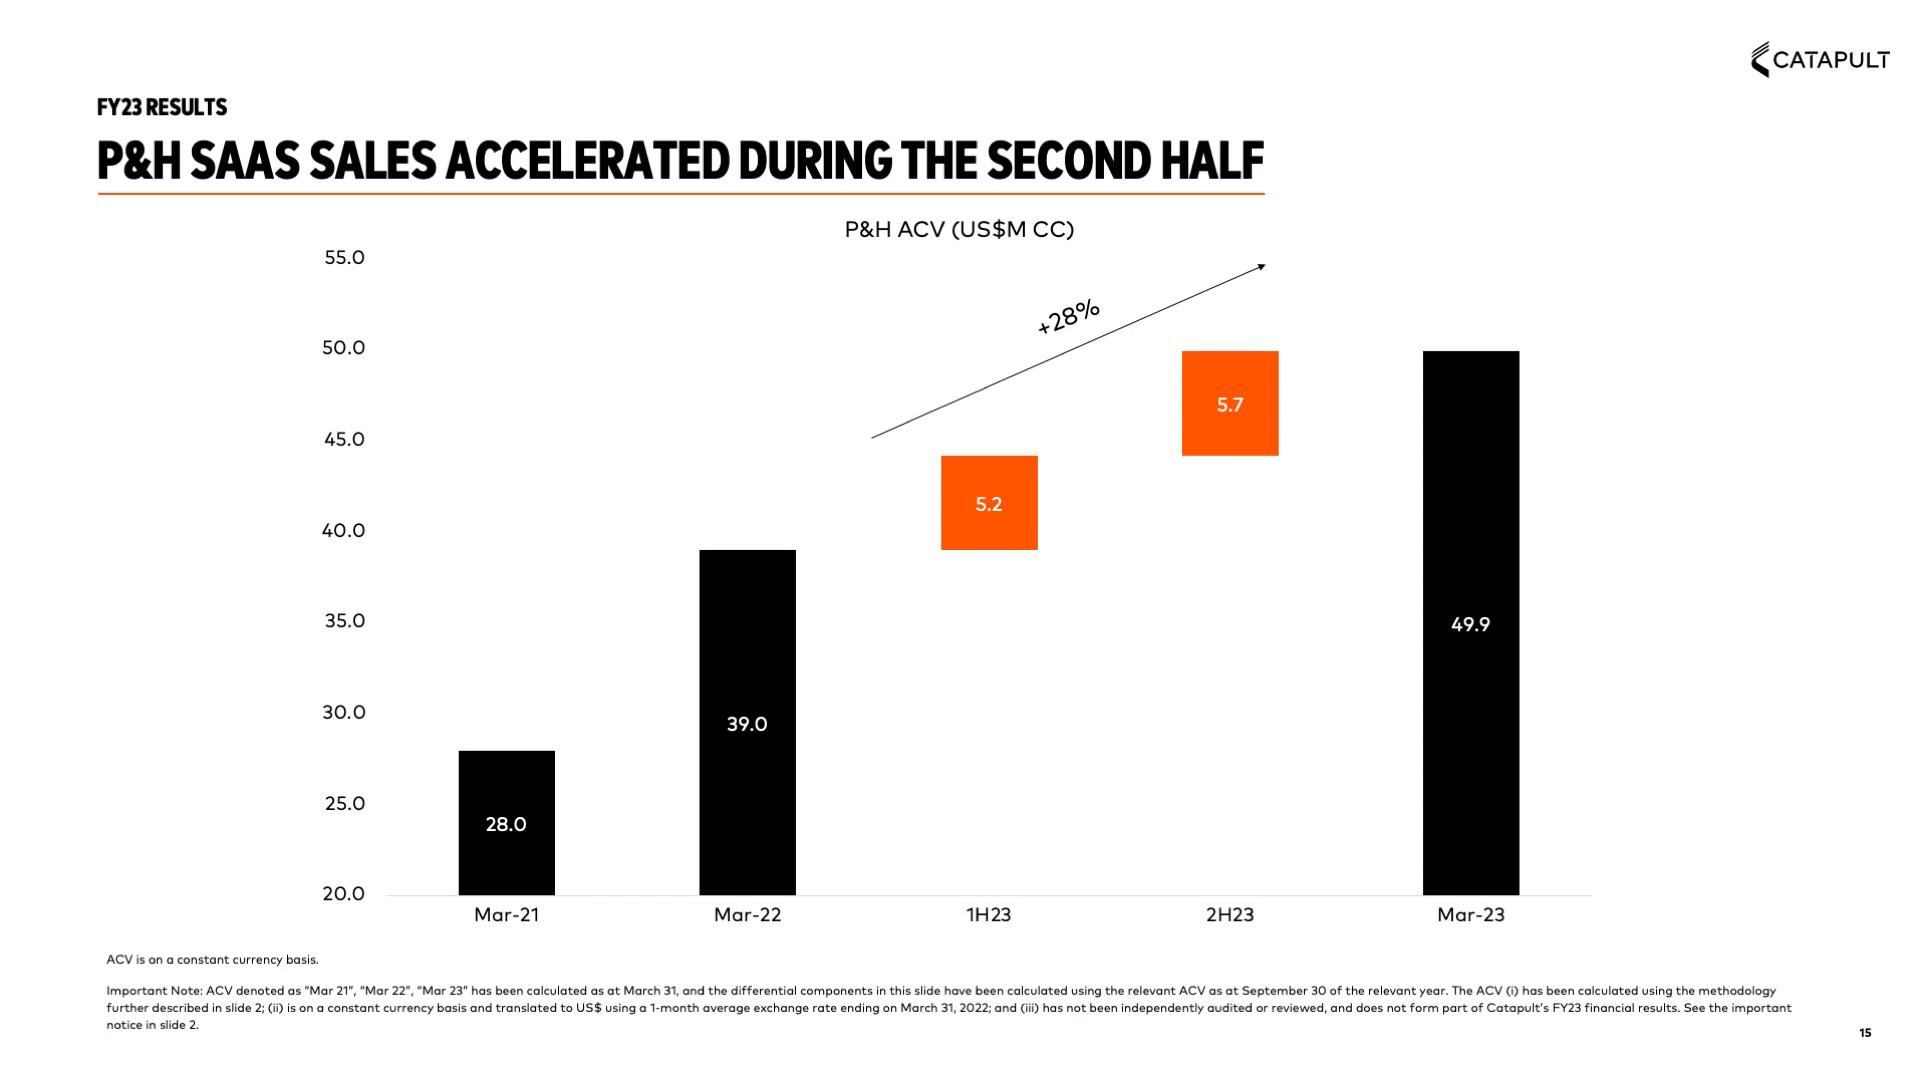 CATAPULT
FY23 RESULTS
P&H SAAS SALES ACCELERATED DURING THE SECOND HALF
P&H ACV (US$M CC)
55.0
50.0
45.0
40.0
35.0
30.0
25.0
20.0
+28%
28.0
39.0
5.2
5.7
49.9
Mar-21
Mar-22
1H23
2H23
Mar-23
ACV is on a constant currency basis.
Important Note: ACV denoted as “Mar 21”, “Mar 22”, “Mar 23” has been calculated as at March 31, and the differential components in this slide have been calculated using the relevant ACV as at September 30 of the relevant year. The ACV (i) has been calculated using the methodology
further described in slide 2; (ii) is on a constant currency basis and translated to US$ using a 1-month average exchange rate ending on March 31, 2022; and (iii) has not been independently audited or reviewed, and does not form part of Catapult’s FY23 financial results. See the important
notice in slide 2.
15